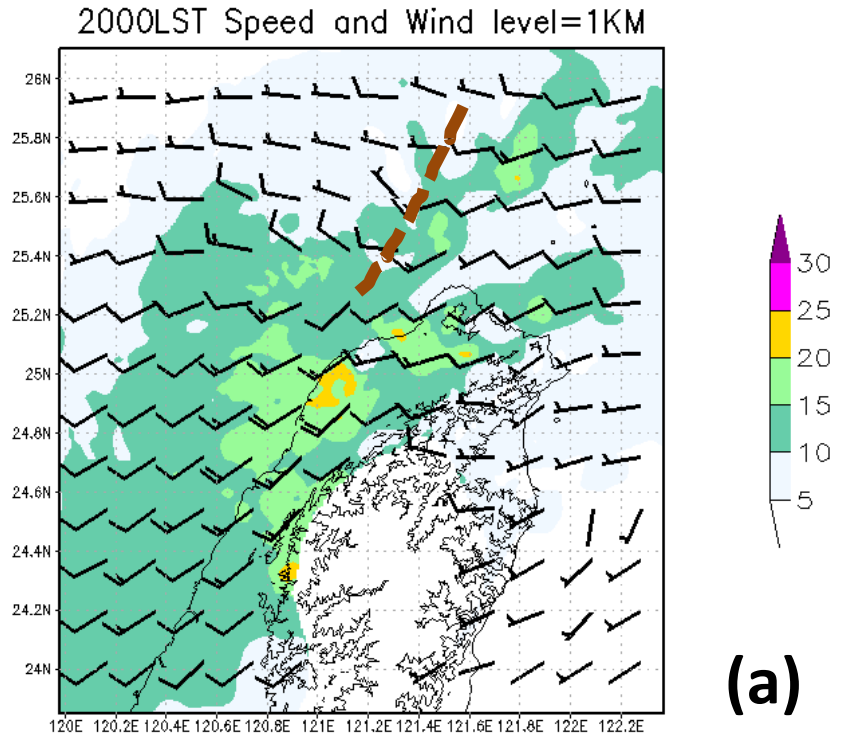 2000LST Speed and Wind level=1KM
26N
25.8N
25.6N
25.4N
25.2N
25N
24.8N
24.6N
24.4N
24.2N
24N
120E 120.2E 120.4E 120.6E 120.8E 121E 121.2E 121.4E 121.6E 121.8E 122E 122.2E
30
25
20
15
10
5
(a)